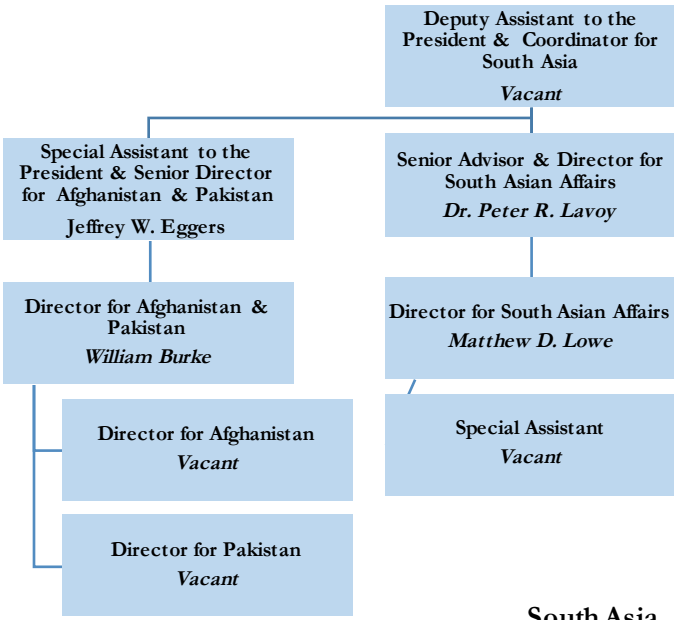 Deputy Assistant to the
President & Coordinator for
South Asia
Vacant
Special Assistant to the
President & Senior Director
for Afghanistan & Pakistan
Jeffrey W. Eggers
Senior Advisor & Director for
South Asian Affairs
Dr. Peter R. Lavoy
Director for Afghanistan &
Pakistan
William Burke
Director for South Asian Affairs
Matthew D. Lowe
Director for Afghanistan
Vacant
Special Assistant
Vacant
Director for Pakistan
Vacant
South Asia